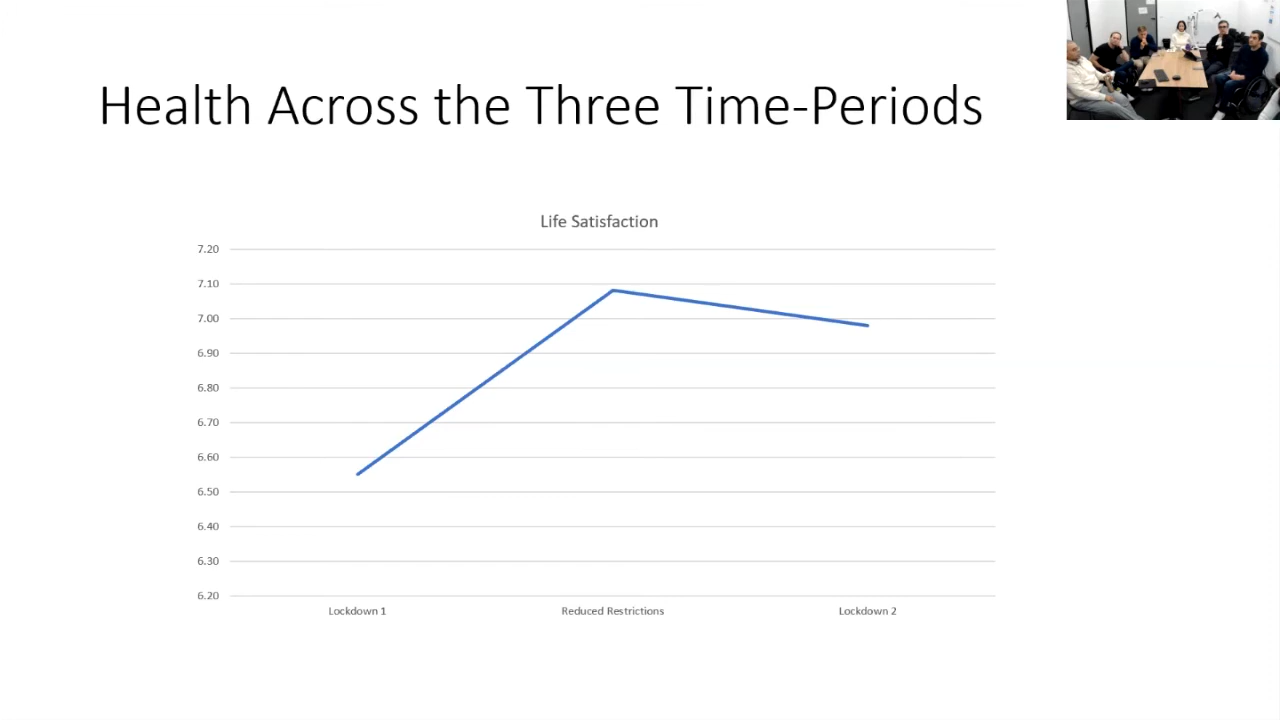 Health Across the Three Time-Periods
Life Satisfaction
7.20
7.10
7.00
6.90
6.80
6.70
6.60
6.50
6.40
6.30
6.20
Lockdown 1
Reduced Restrictions
Lockdown 2